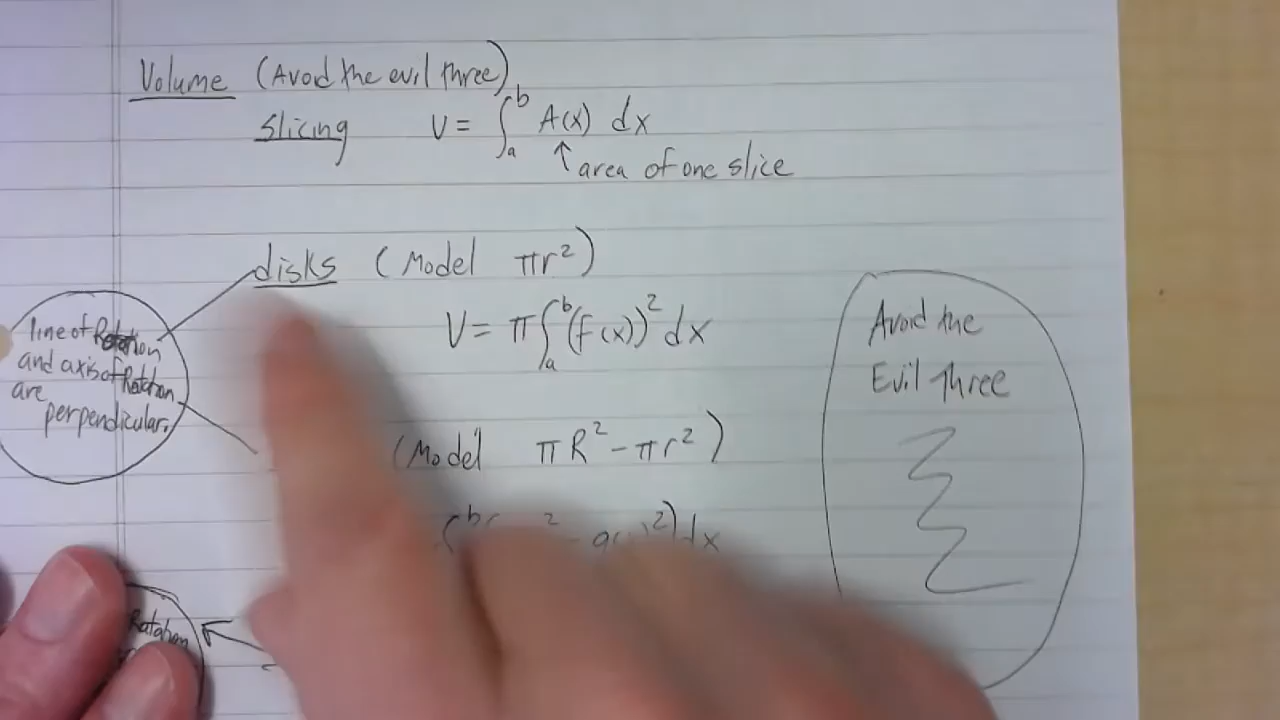 Volume (Avoid the evil three)
slicing V = ∫_a^b A(x) dx
↑ area of one slice
disks (Model πr²)
V = π∫_a^b (f(x))² dx
line of Rotation
and axis of Rotation
are
perpendicular.
(Model πR² - πr²)
dx
Rotation
Avoid the
Evil Three